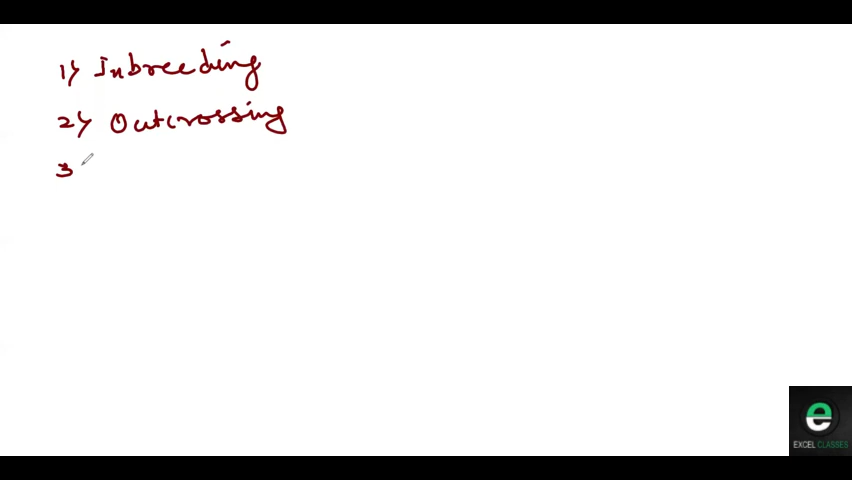 1) Inbreeding
2) Outcrossing
3
e
EXCEL CLASSES